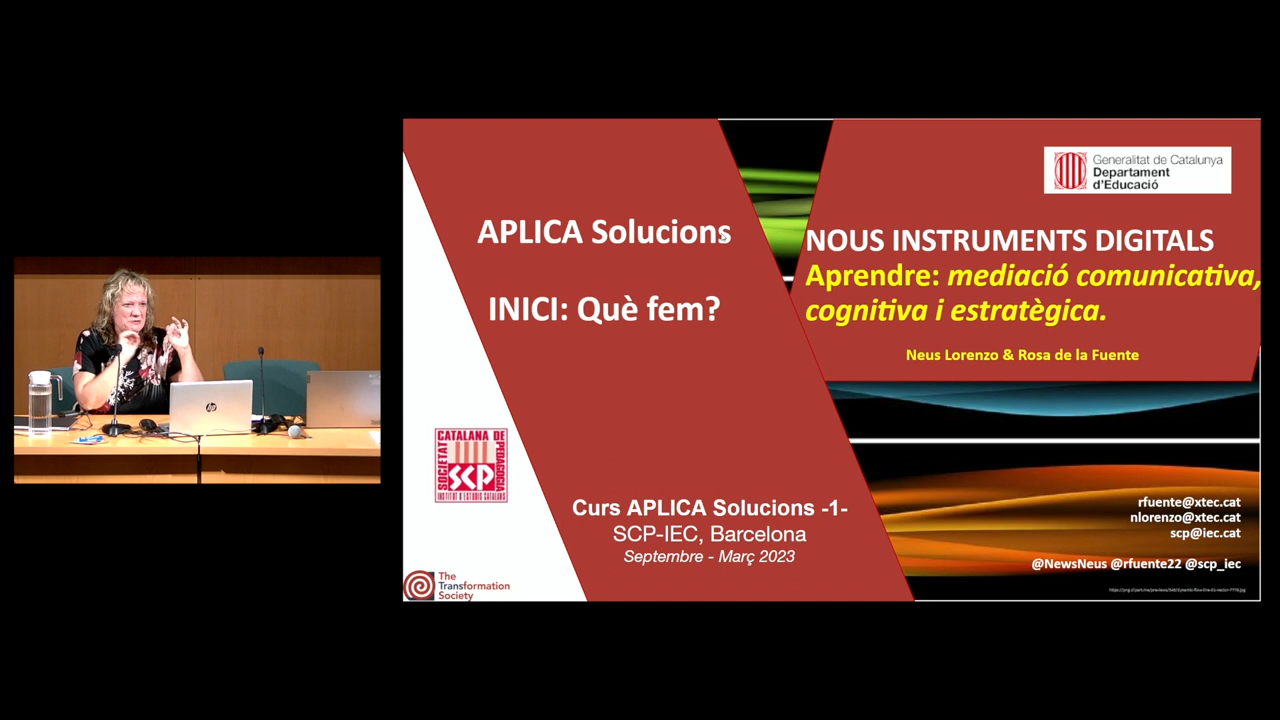 APLICA Solucions
INICI: Què fem?
SOCIETAT
CATALANA DE
PEDAGOGIA
SCP
INSTITUT D'ESTUDIS CATALANS
Curs APLICA Solucions -1-
SCP-IEC, Barcelona
Septembre - Març 2023
The
Transformation
Society
Generalitat de Catalunya
Departament
d'Educació
NOUS INSTRUMENTS DIGITALS
Aprendre: mediació comunicativa,
cognitiva i estratègica.
Neus Lorenzo & Rosa de la Fuente
rfuente@xtec.cat
nlorenzo@xtec.cat
scp@iec.cat
@NewsNeus @rfuente22 @scp_iec
hp